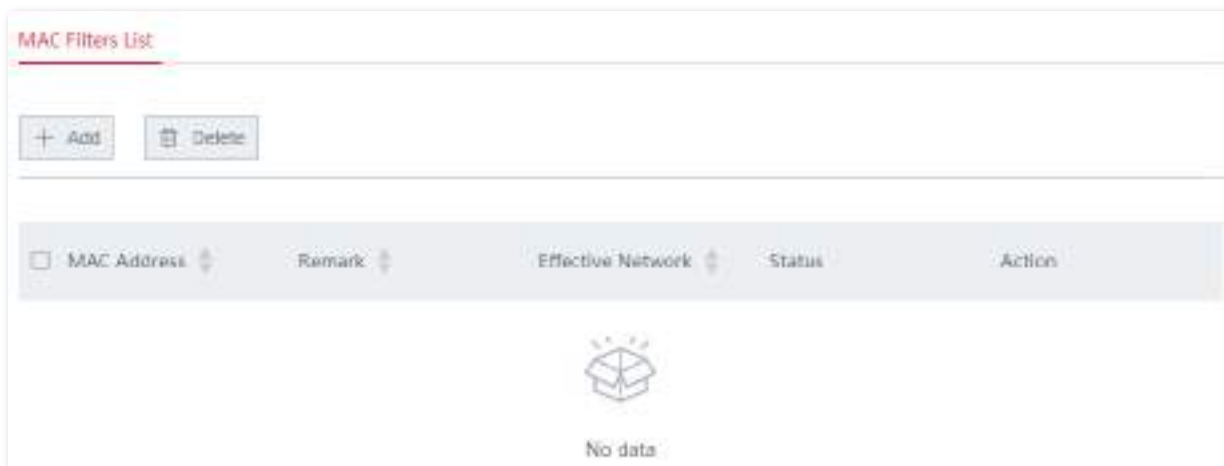 MAC Filters List
+ Add Delete
MAC Address Remark Effective Network Status Action
No data